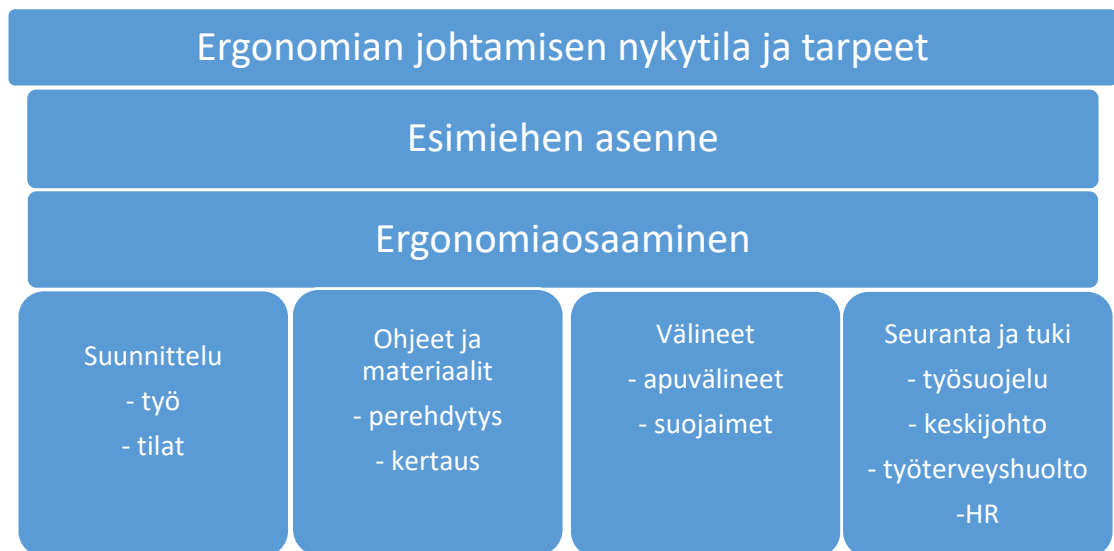 Ergonomian johtamisen nykytila ja tarpeet
Esimiehen asenne
Ergonomiaosaaminen
Suunnittelu
- työ
- tilat
Ohjeet ja
materiaalit
- perehdytys
- kertaus
Välineet
- apuvälineet
- suojaimet
Seuranta ja tuki
- työsuojelu
- keskijohto
- työterveyshuolto
-HR